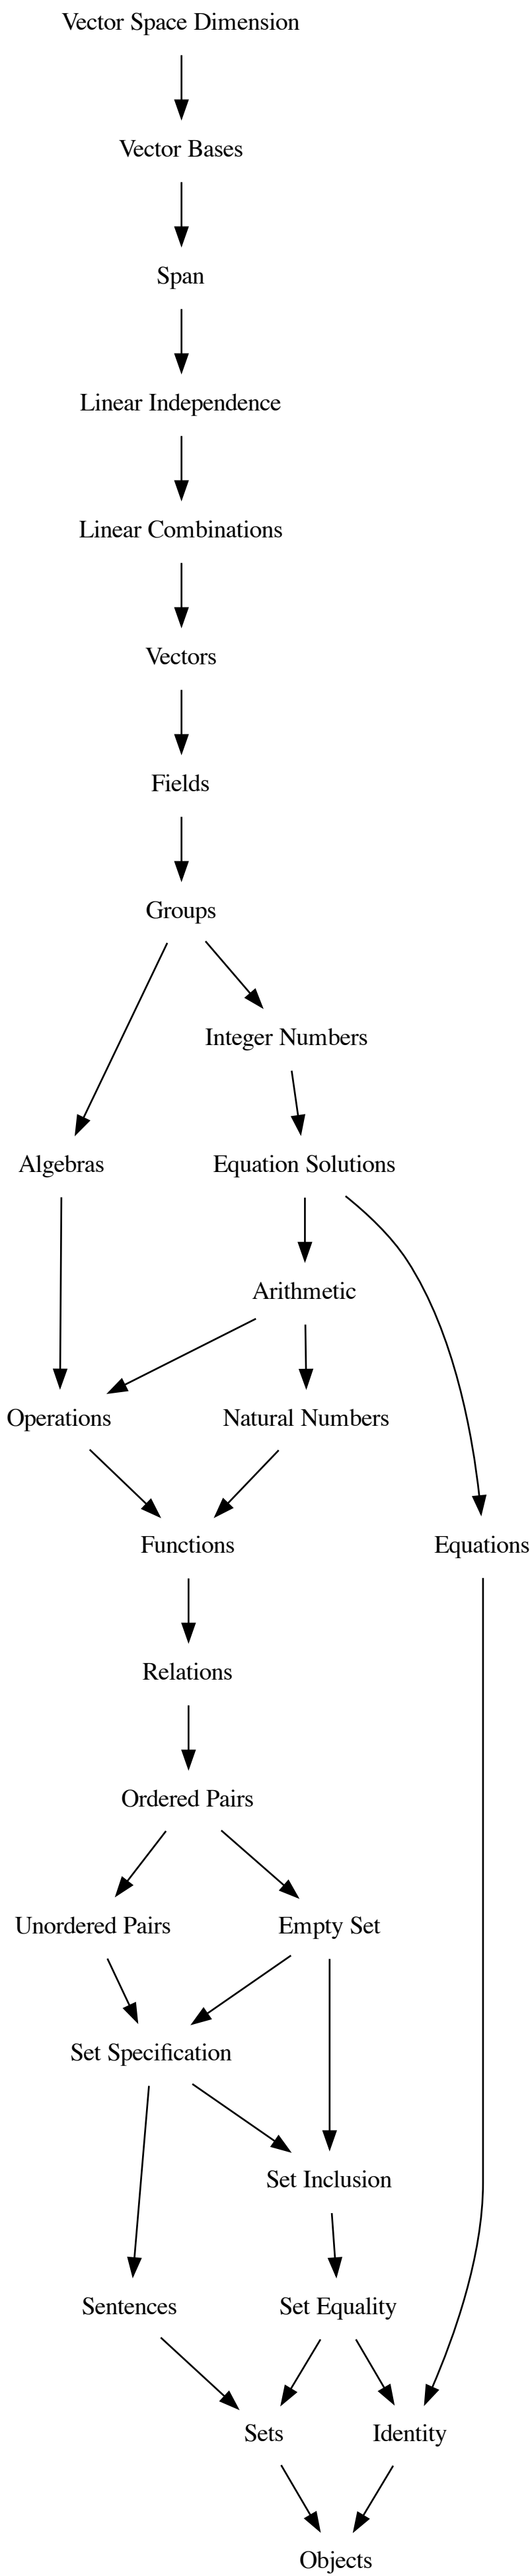 Vector Space Dimension
Vector Bases
Span
Linear Independence
Linear Combinations
Vectors
Fields
Groups
Integer Numbers
Algebras
Equation Solutions
Arithmetic
Operations
Natural Numbers
Functions
Equations
Relations
Ordered Pairs
Unordered Pairs
Empty Set
Set Specification
Set Inclusion
Sentences
Set Equality
Sets
Identity
Objects